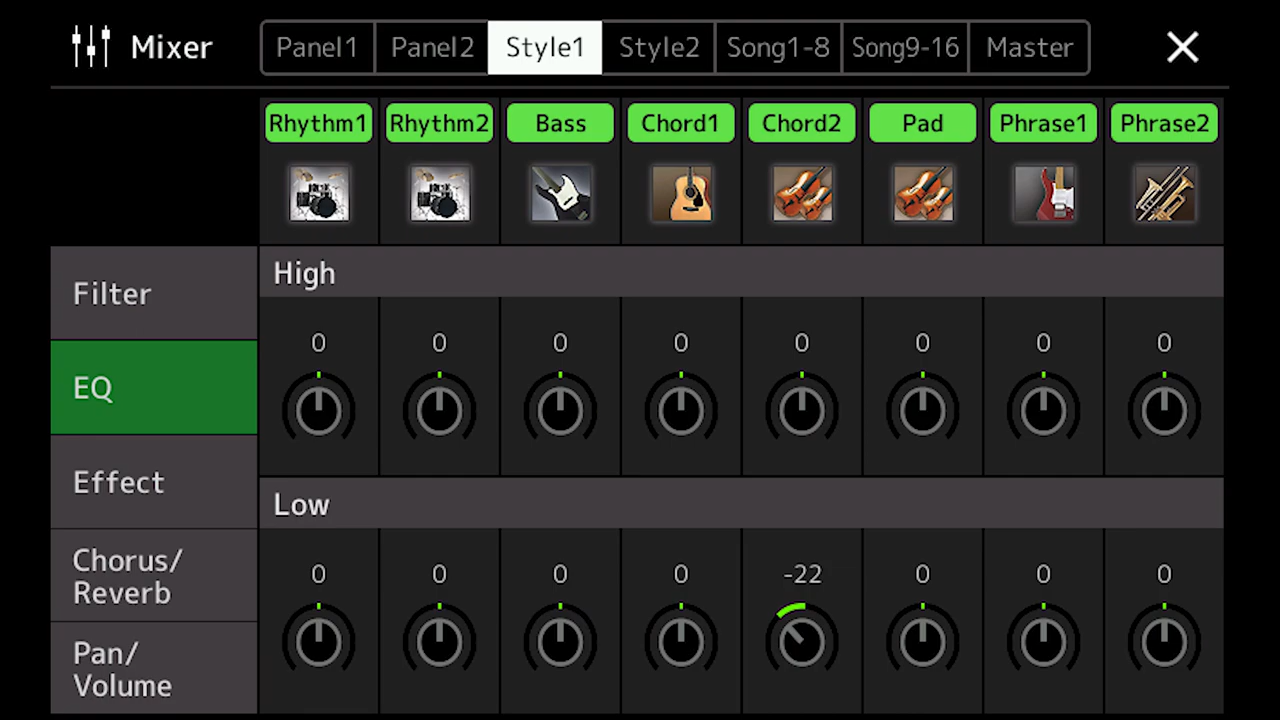 Mixer
Panel1 Panel2 Style1 Style2 Song1-8 Song9-16 Master
Rhythm1 Rhythm2 Bass Chord1 Chord2 Pad Phrase1 Phrase2
Filter
EQ
Effect
Chorus/
Reverb
Pan/
Volume
High
0 0 0 0 0 0 0 0
Low
0 0 0 0 -22 0 0 0